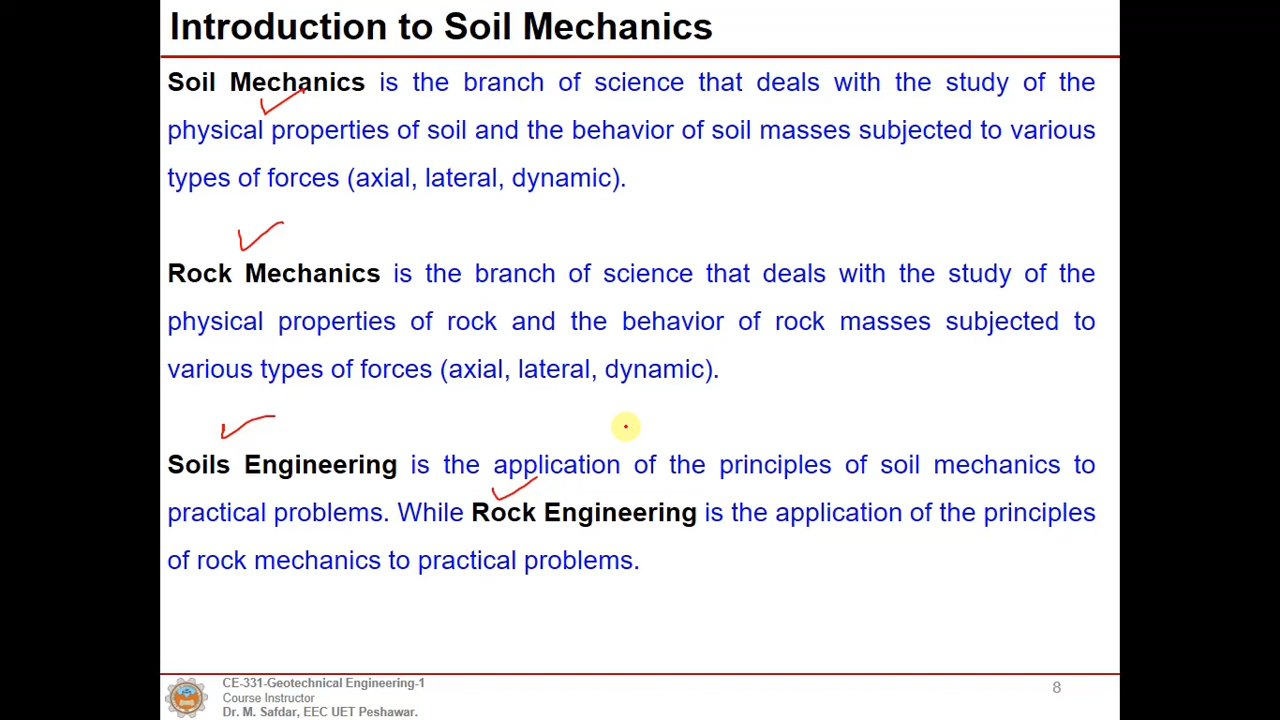 Introduction to Soil Mechanics
Soil Mechanics is the branch of science that deals with the study of the
physical properties of soil and the behavior of soil masses subjected to various
types of forces (axial, lateral, dynamic).
Rock Mechanics is the branch of science that deals with the study of the
physical properties of rock and the behavior of rock masses subjected to
various types of forces (axial, lateral, dynamic).
Soils Engineering is the application of the principles of soil mechanics to
practical problems. While Rock Engineering is the application of the principles
of rock mechanics to practical problems.
CE-331-Geotechnical Engineering-1
Course Instructor
Dr. M. Safdar, EEC UET Peshawar.
8